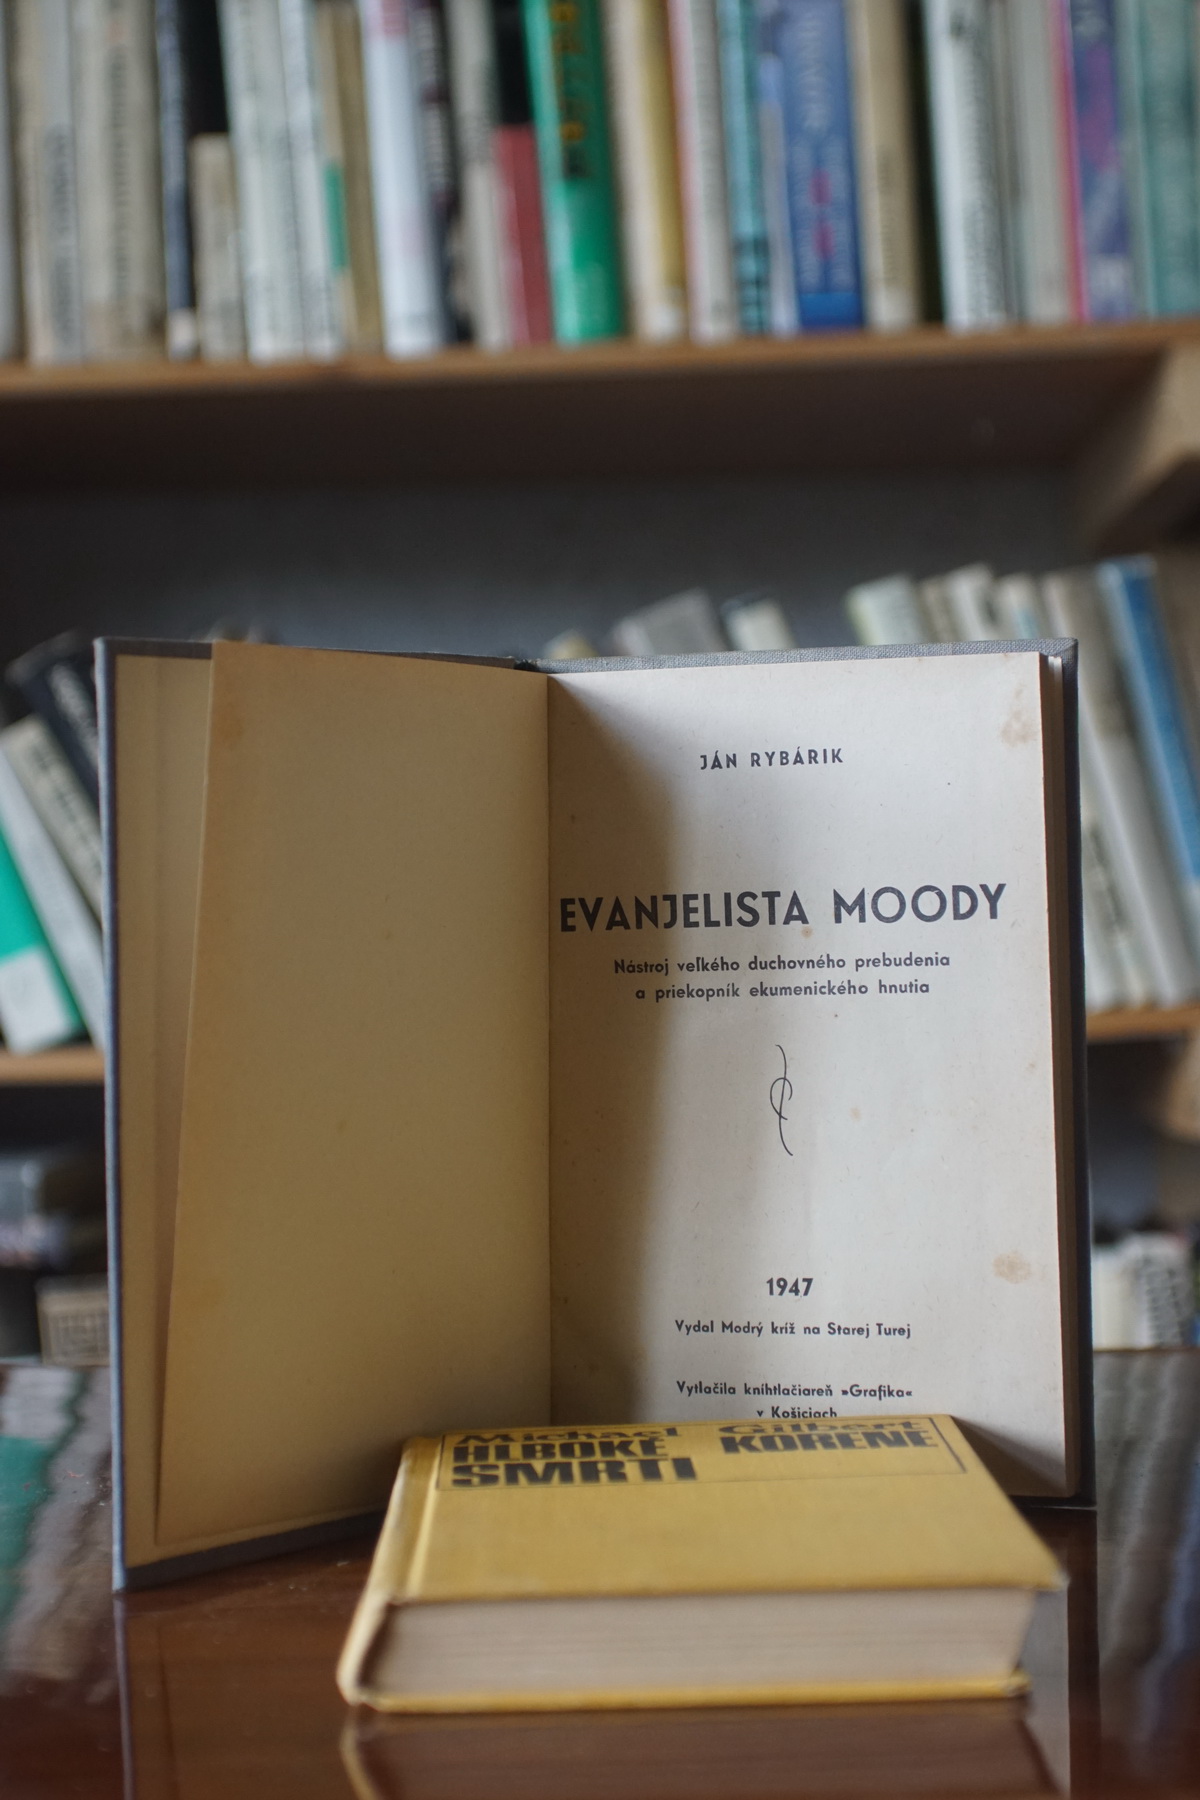 JÁN RYBÁRIK
EVANJELISTA MOODY
Nástroj veľkého duchovného prebudenia
a priekopník ekumenického hnutia
1947
Vydal Modrý kríž na Starej Turej
Vytlačila kníhtlačiareň »Grafika«
v Košiciach
Michael Gilbert
HLBOKÉ KORENE
SMRTI